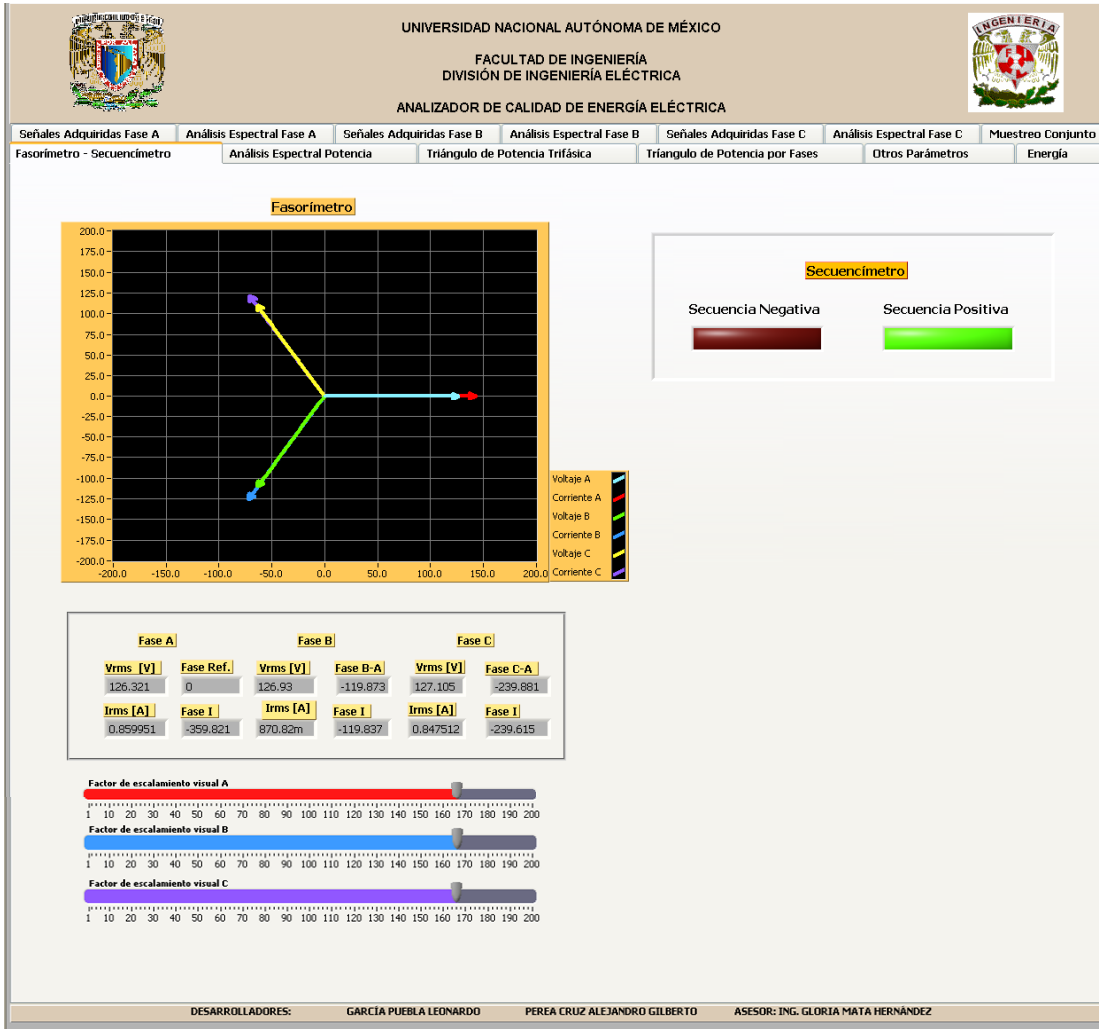 UNIVERSIDAD NACIONAL AUTÓNOMA DE MÉXICO
FACULTAD DE INGENIERÍA
DIVISIÓN DE INGENIERÍA ELÉCTRICA
ANALIZADOR DE CALIDAD DE ENERGÍA ELÉCTRICA
INGENIERIA
Señales Adquiridas Fase A Análisis Espectral Fase A Señales Adquiridas Fase B Análisis Espectral Fase B Señales Adquiridas Fase C Análisis Espectral Fase C Muestreo Conjunto
Fasorímetro - Secuencímetro Análisis Espectral Potencia Triángulo de Potencia Trifásica Tríangulo de Potencia por Fases Otros Parámetros Energía
Fasorímetro
200.0
175.0
150.0
125.0
100.0
75.0
50.0
25.0
0.0
-25.0
-50.0
-75.0
-100.0
-125.0
-150.0
-175.0
-200.0
-200.0 -150.0 -100.0 -50.0 0.0 50.0 100.0 150.0 200.0
Voltaje A
Corriente A
Voltaje B
Corriente B
Voltaje C
Corriente C
Secuencímetro
Secuencia Negativa Secuencia Positiva
Fase A Fase B Fase C
Vrms [V] Fase Ref. Vrms [V] Fase B-A Vrms [V] Fase C-A
126.321 0 126.93 -119.873 127.105 -239.881
Irms [A] Fase I Irms [A] Fase I Irms [A] Fase I
0.859951 -359.821 870.82m -119.837 0.847512 -239.615
Factor de escalamiento visual A
1 10 20 30 40 50 60 70 80 90 100 110 120 130 140 150 160 170 180 190 200
Factor de escalamiento visual B
1 10 20 30 40 50 60 70 80 90 100 110 120 130 140 150 160 170 180 190 200
Factor de escalamiento visual C
1 10 20 30 40 50 60 70 80 90 100 110 120 130 140 150 160 170 180 190 200
DESARROLLADORES: GARCÍA PUEBLA LEONARDO PEREA CRUZ ALEJANDRO GILBERTO ASESOR: ING. GLORIA MATA HERNÁNDEZ